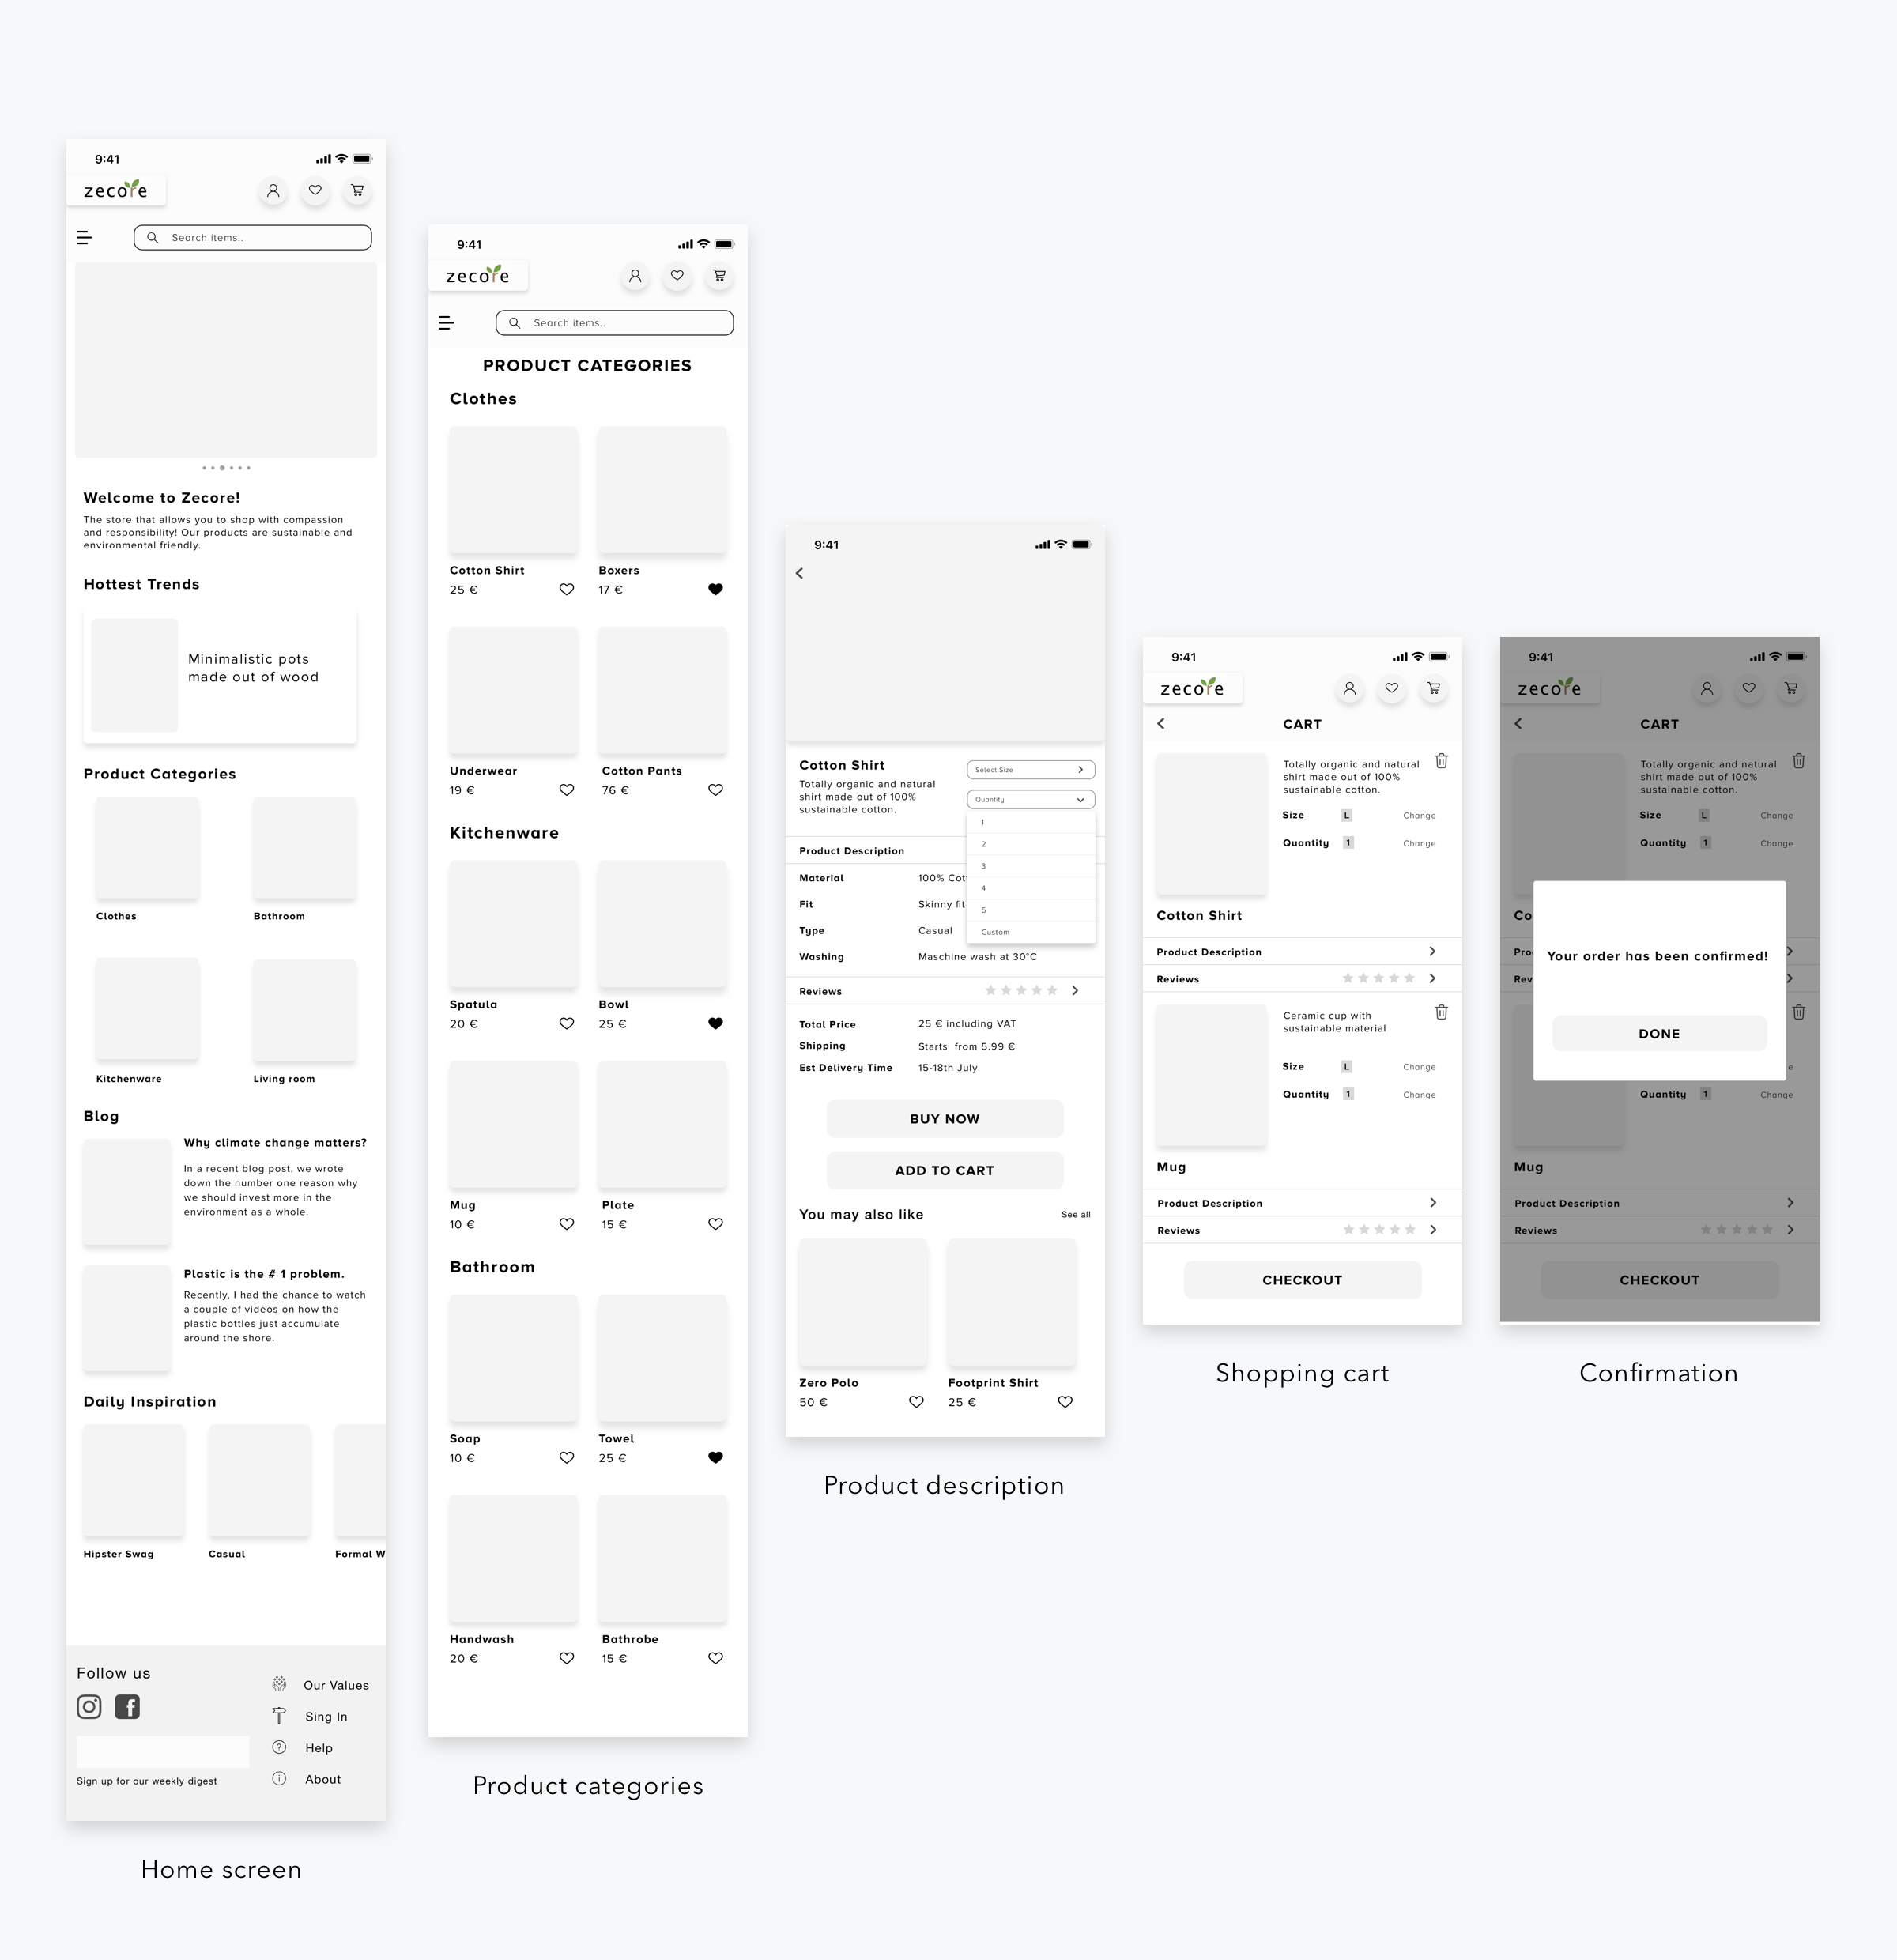 9:41
zecore
Search items..
Welcome to Zecore!
The store that allows you to shop with compassion
and responsibility! Our products are sustainable and
environmental friendly.
Hottest Trends
Minimalistic pots
made out of wood
Product Categories
Clothes
Bathroom
Kitchenware
Living room
Blog
Why climate change matters?
In a recent blog post, we wrote
down the number one reason why
we should invest more in the
environment as a whole.
Plastic is the # 1 problem.
Recently, I had the chance to watch
a couple of videos on how the
plastic bottles just accumulate
around the shore.
Daily Inspiration
Hipster Swag
Casual
Formal W
Follow us
Sign up for our weekly digest
Our Values
Sing In
Help
About
Home screen
9:41
zecore
Search items..
PRODUCT CATEGORIES
Clothes
Cotton Shirt
25 €
Boxers
17 €
Underwear
19 €
Cotton Pants
76 €
Kitchenware
Spatula
20 €
Bowl
25 €
Mug
10 €
Plate
15 €
Bathroom
Soap
10 €
Towel
25 €
Handwash
20 €
Bathrobe
15 €
Product categories
9:41
Cotton Shirt
Totally organic and natural
shirt made out of 100%
sustainable cotton.
Select Size
Quantity
1
2
3
4
5
Custom
Product Description
Material 100% Cot
Fit Skinny fit
Type Casual
Washing Maschine wash at 30°C
Reviews
Total Price 25 € including VAT
Shipping Starts from 5.99 €
Est Delivery Time 15-18th July
BUY NOW
ADD TO CART
You may also like See all
Zero Polo
50 €
Footprint Shirt
25 €
Product description
9:41
zecore
CART
Totally organic and natural
shirt made out of 100%
sustainable cotton.
Size L Change
Quantity 1 Change
Cotton Shirt
Product Description
Reviews
Ceramic cup with
sustainable material
Size L Change
Quantity 1 Change
Mug
Product Description
Reviews
CHECKOUT
Shopping cart
9:41
zecore
CART
Totally organic and natural
shirt made out of 100%
sustainable cotton.
Size L Change
Quantity 1 Change
Co
Pro
Rev
Your order has been confirmed!
DONE
e
Quantity 1 Change
Mug
Product Description
Reviews
CHECKOUT
Confirmation